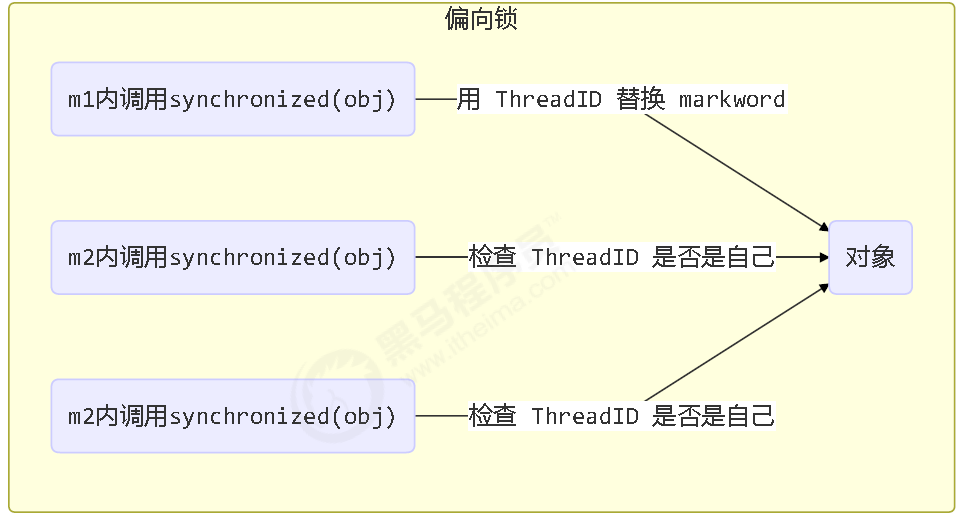 偏向锁
m1内调用synchronized(obj)
用 ThreadID 替换 markword
m2内调用synchronized(obj)
检查 ThreadID 是否是自己
对象
m2内调用synchronized(obj)
检查 ThreadID 是否是自己
黑马程序员™
www.itheima.com